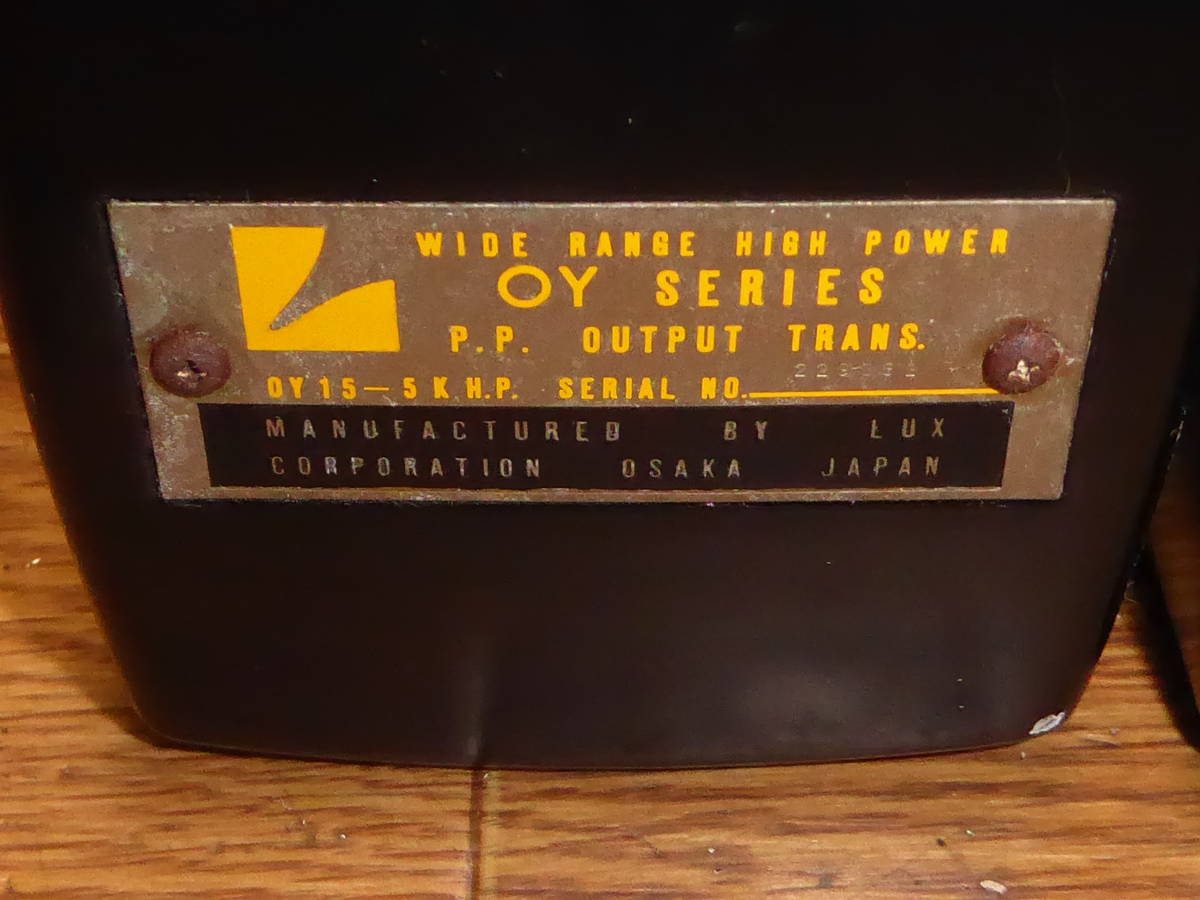 WIDE RANGE HIGH POWER
OY SERIES
P.P. OUTPUT TRANS.
OY15-5K H.P. SERIAL NO.
MANUFACTURED BY LUX
CORPORATION OSAKA JAPAN